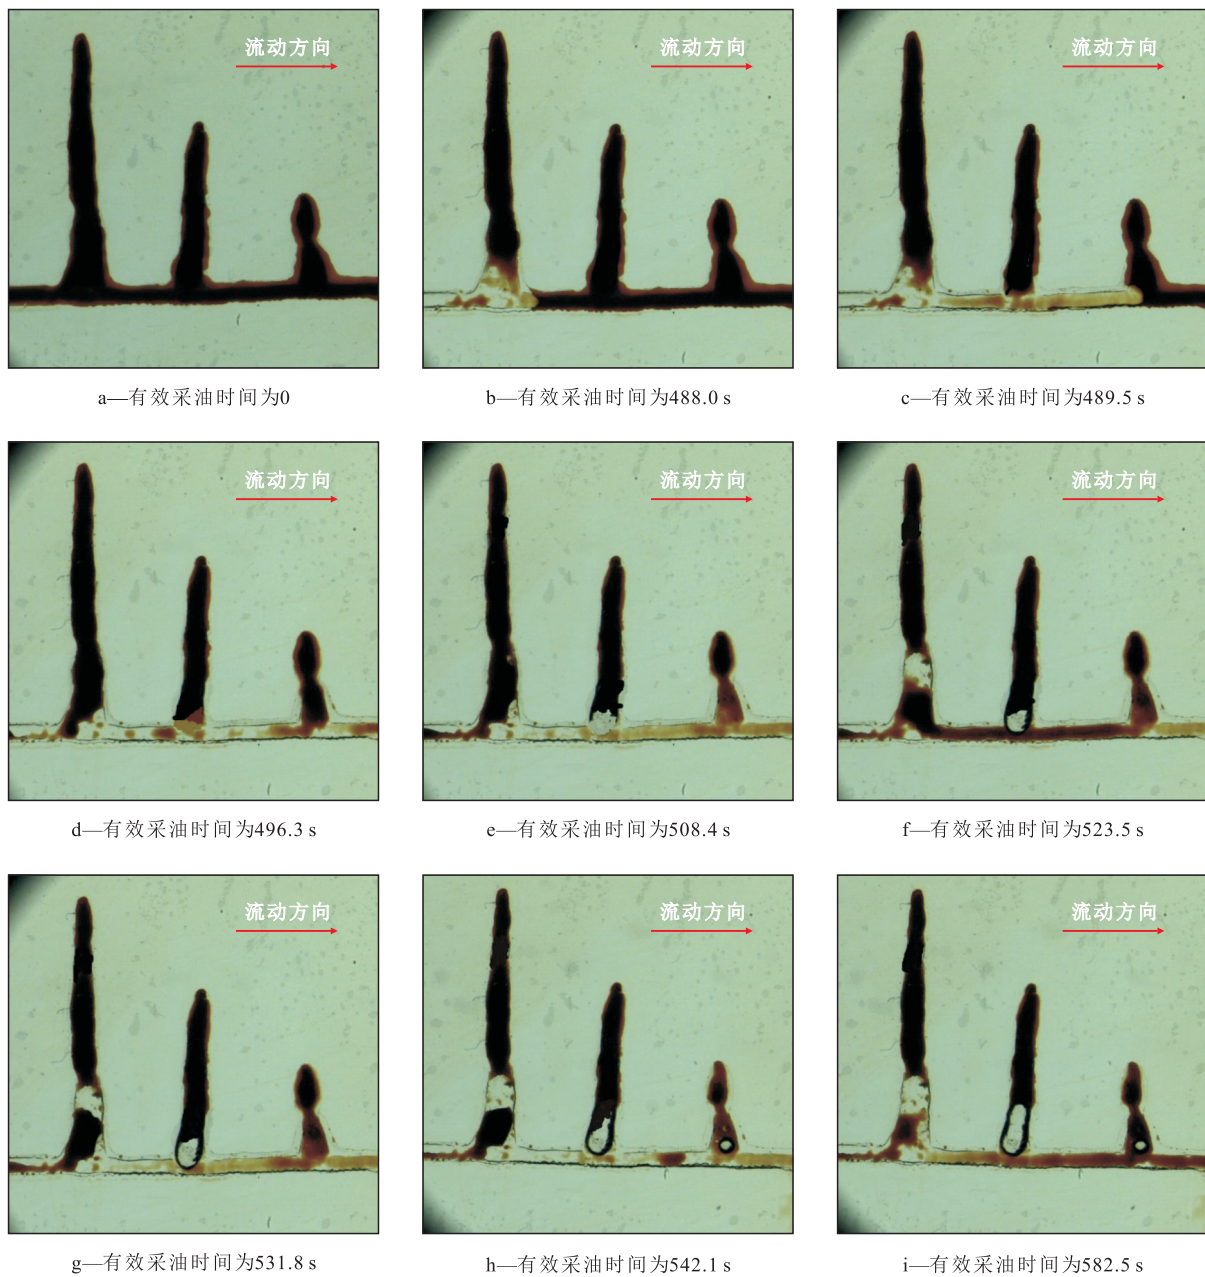 流动方向
流动方向
流动方向
a—有效采油时间为0
b—有效采油时间为488.0 s
c—有效采油时间为489.5 s
流动方向
流动方向
流动方向
d—有效采油时间为496.3 s
e—有效采油时间为508.4 s
f—有效采油时间为523.5 s
流动方向
流动方向
流动方向
g—有效采油时间为531.8 s
h—有效采油时间为542.1 s
i—有效采油时间为582.5 s